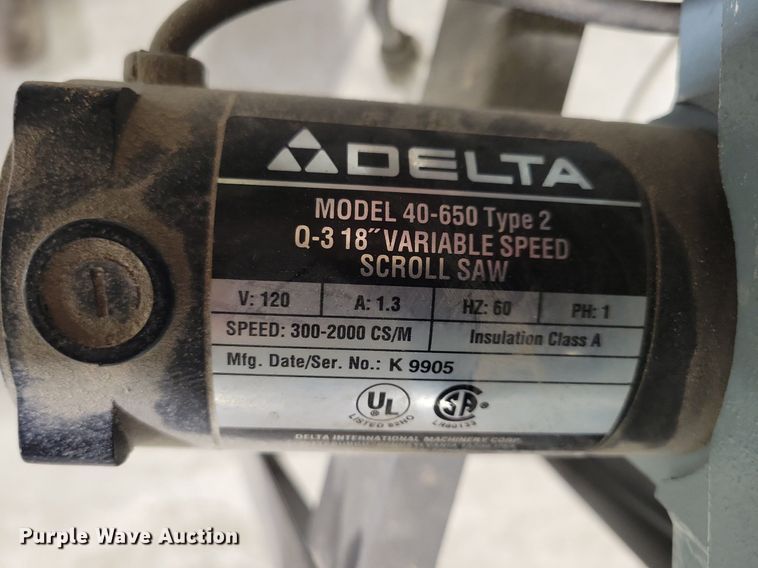 DELTA
MODEL 40-650 Type 2
Q-3 18" VARIABLE SPEED
SCROLL SAW
V: 120 A: 1.3 HZ: 60 PH: 1
SPEED: 300-2000 CS/M Insulation Class A
Mfg. Date/Ser. No.: K 9905
UL SA
LISTED
DELTA INTERNATIONAL MACHINERY CORP.
Purple Wave Auction